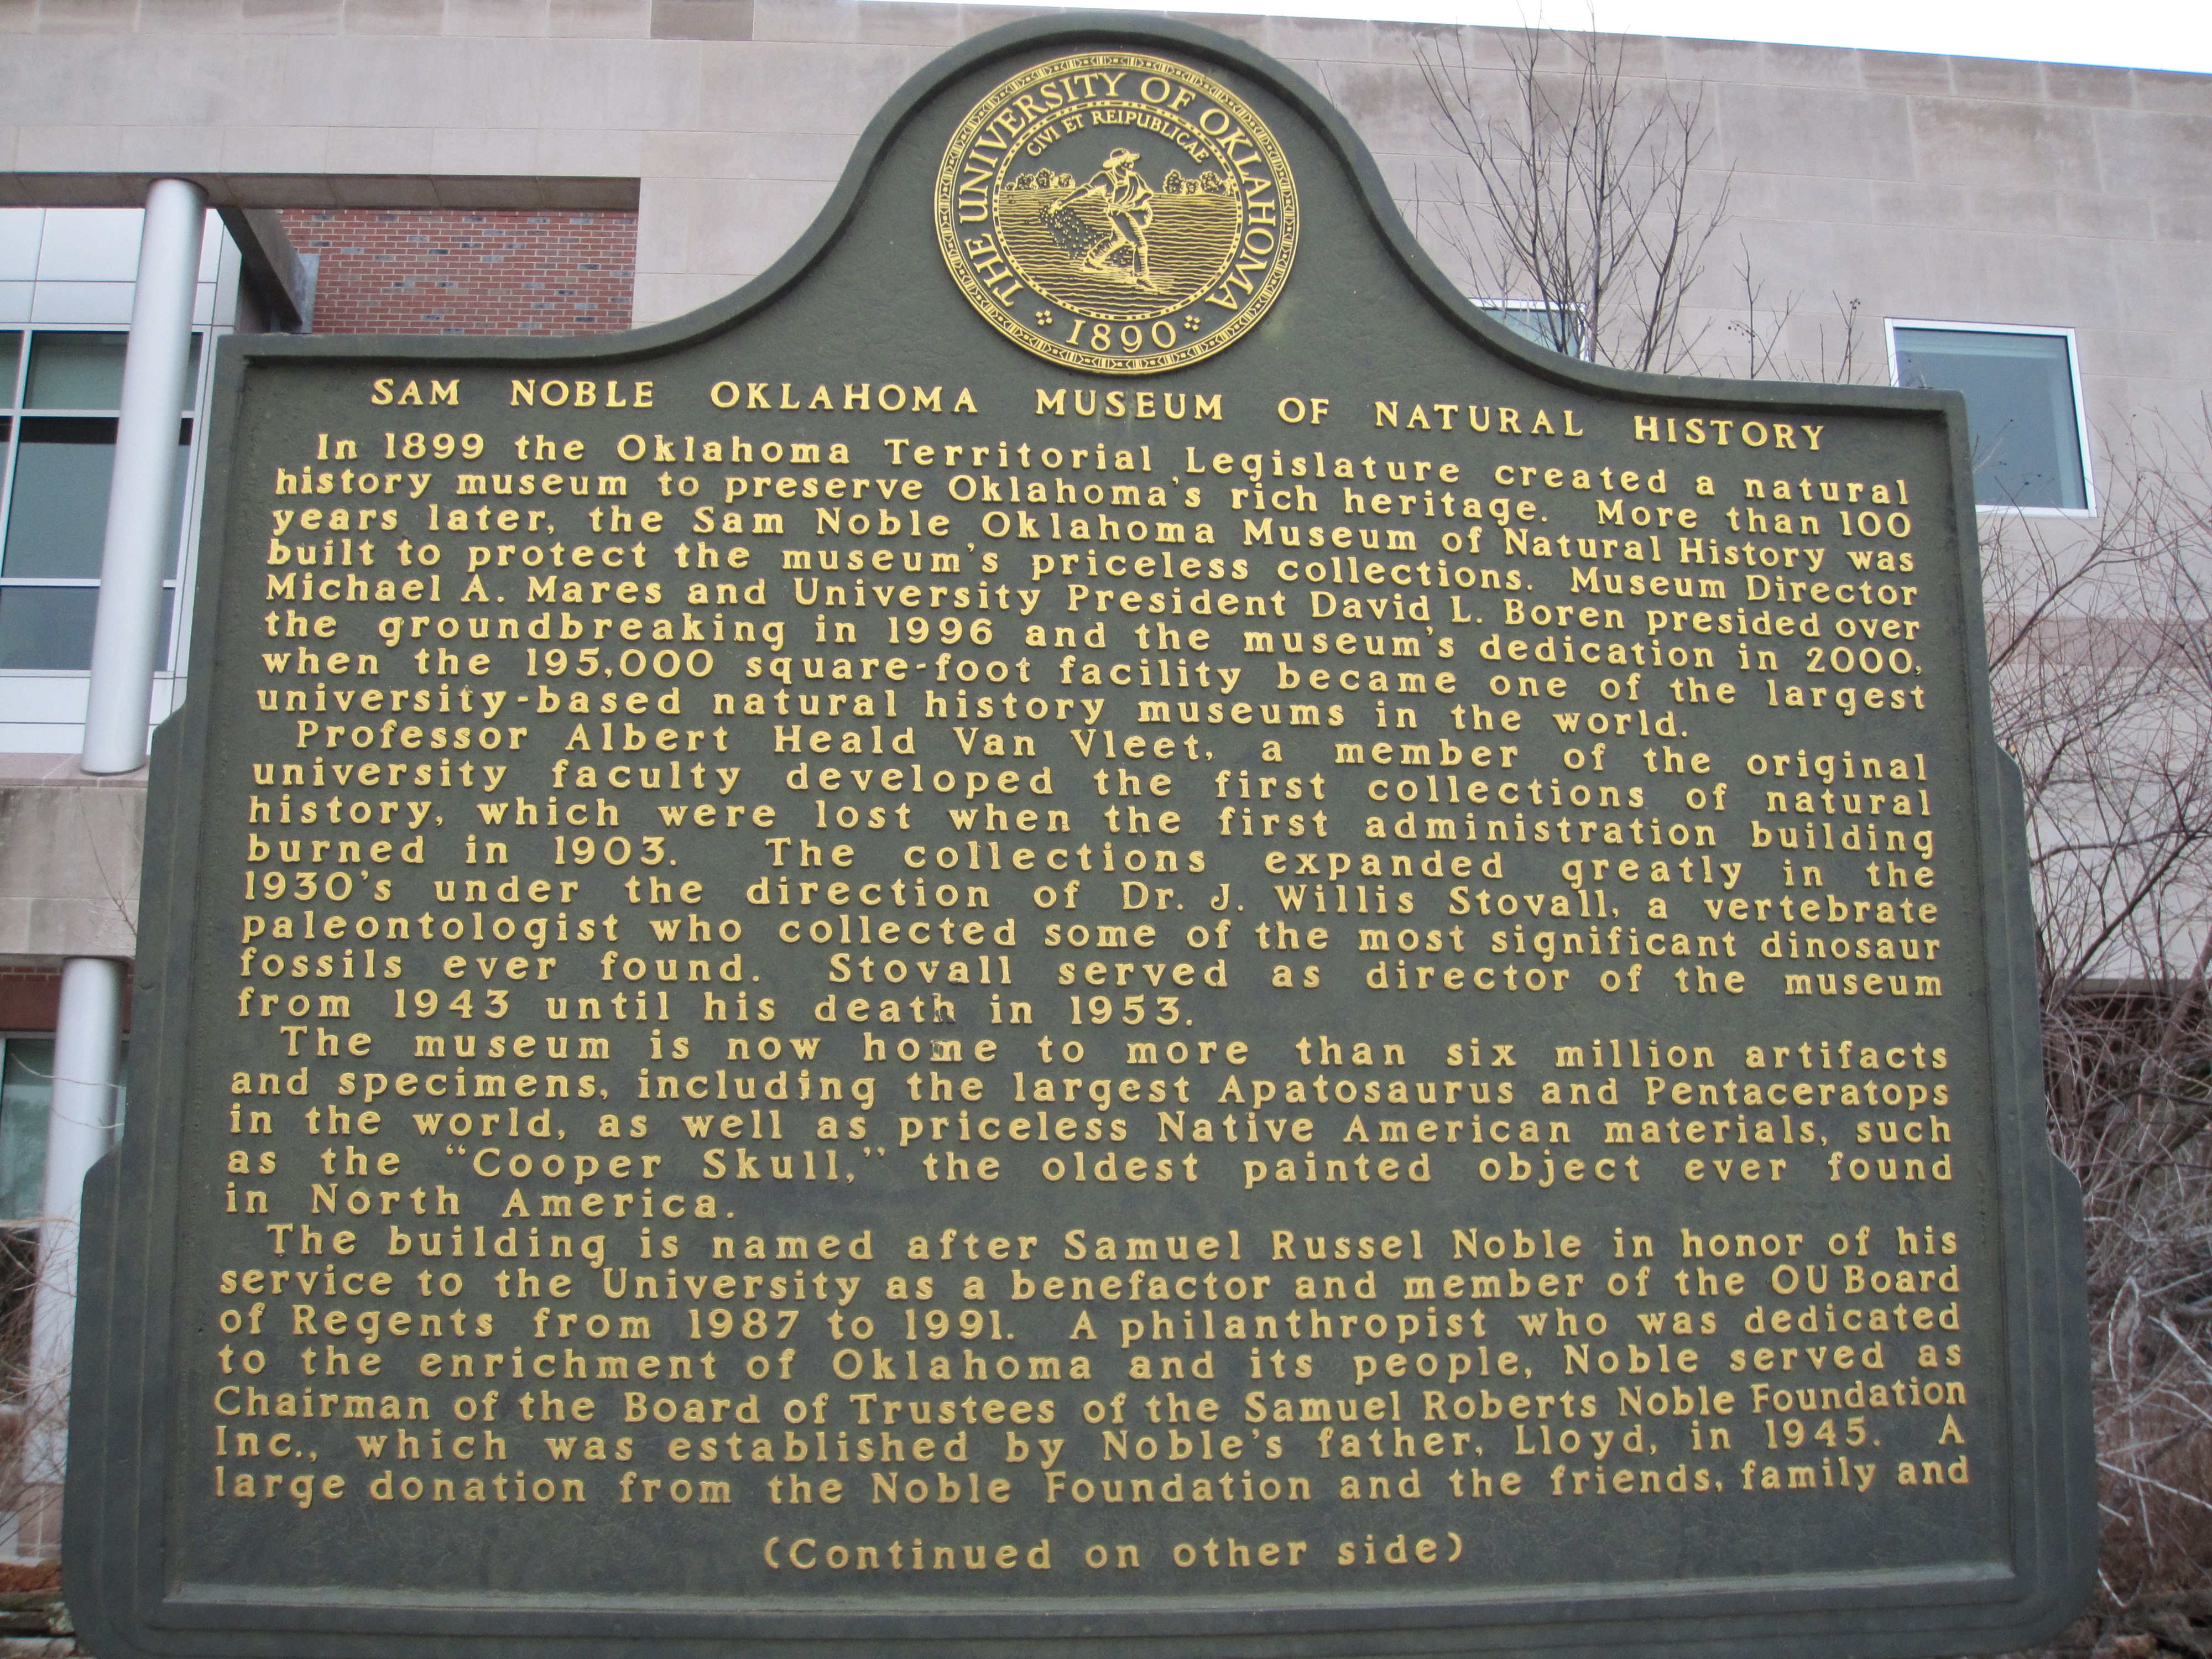 THE UNIVERSITY OF OKLAHOMA
CIVI ET REIPUBLICAE
1890
SAM NOBLE OKLAHOMA MUSEUM OF NATURAL HISTORY
In 1899 the Oklahoma Territorial Legislature created a natural
history museum to preserve Oklahoma's rich heritage. More than 100
years later, the Sam Noble Oklahoma Museum of Natural History was
built to protect the museum's priceless collections. Museum Director
Michael A. Mares and University President David L. Boren presided over
the groundbreaking in 1996 and the museum's dedication in 2000,
when the 195,000 square-foot facility became one of the largest
university-based natural history museums in the world.
Professor Albert Heald Van Vleet, a member of the original
university faculty developed the first collections of natural
history, which were lost when the first administration building
burned in 1903. The collections expanded greatly in the
1930's under the direction of Dr. J. Willis Stovall, a vertebrate
paleontologist who collected some of the most significant dinosaur
fossils ever found. Stovall served as director of the museum
from 1943 until his death in 1953.
The museum is now home to more than six million artifacts
and specimens, including the largest Apatosaurus and Pentaceratops
in the world, as well as priceless Native American materials, such
as the "Cooper Skull," the oldest painted object ever found
in North America.
The building is named after Samuel Russel Noble in honor of his
service to the University as a benefactor and member of the OU Board
of Regents from 1987 to 1991. A philanthropist who was dedicated
to the enrichment of Oklahoma and its people, Noble served as
Chairman of the Board of Trustees of the Samuel Roberts Noble Foundation
Inc., which was established by Noble's father, Lloyd, in 1945. A
large donation from the Noble Foundation and the friends, family and
(Continued on other side)